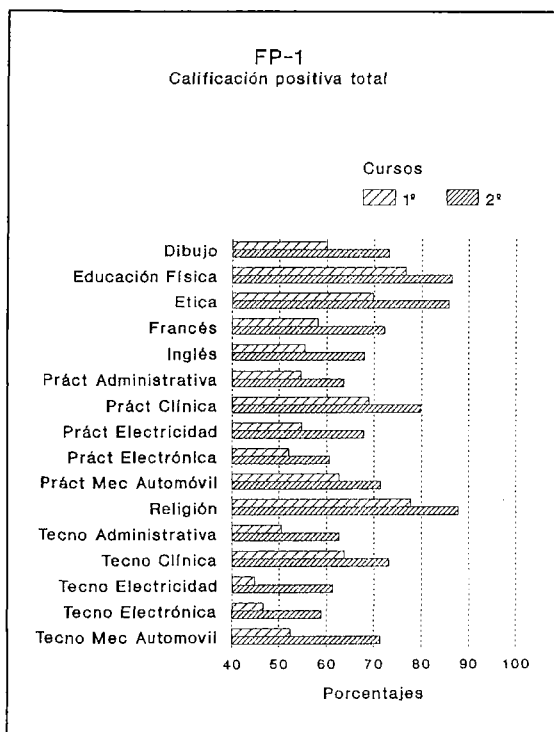 FP-1
Calificación positiva total
Cursos
1º 2º
Dibujo
Educación Física
Etica
Francés
Inglés
Práct Administrativa
Práct Clínica
Práct Electricidad
Práct Electrónica
Práct Mec Automóvil
Religión
Tecno Administrativa
Tecno Clínica
Tecno Electricidad
Tecno Electrónica
Tecno Mec Automovil
40 50 60 70 80 90 100
Porcentajes